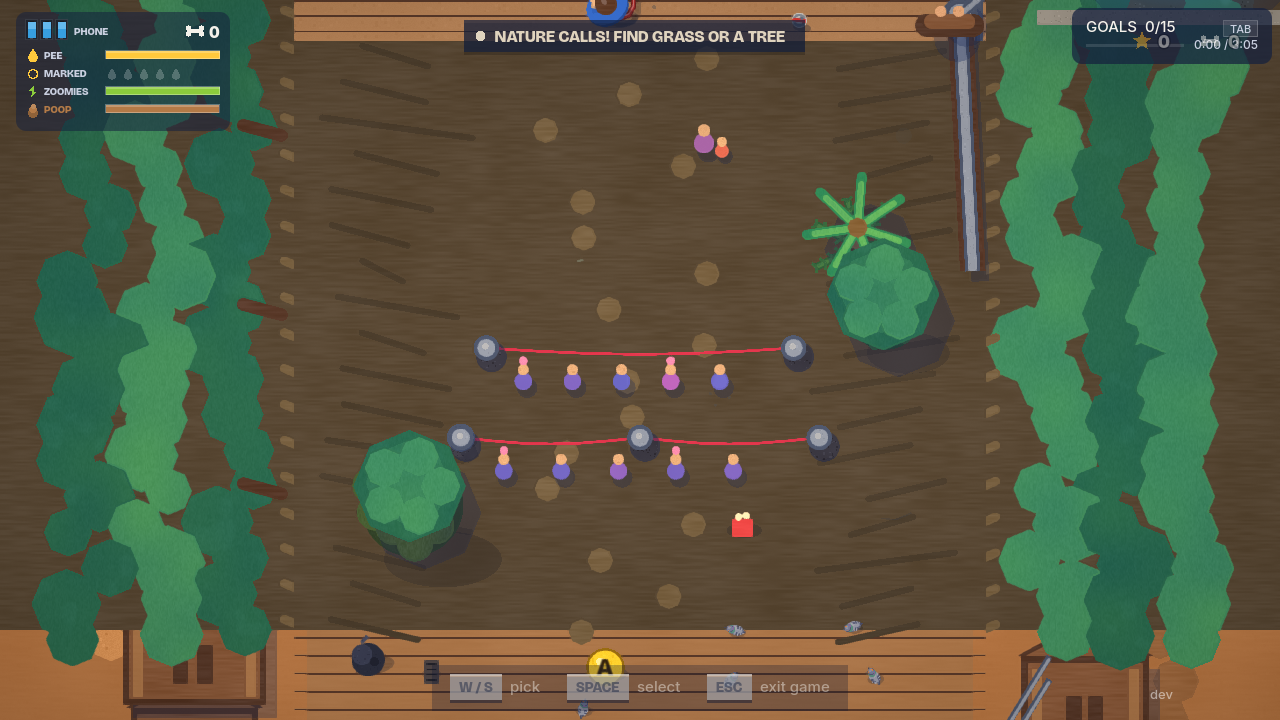 PHONE
0
PEE
MARKED
ZOOMIES
POOP
NATURE CALLS! FIND GRASS OR A TREE
GOALS 0/15
TAB
0
0:00 / 3:05
A
W / S pick SPACE select ESC exit game
dev